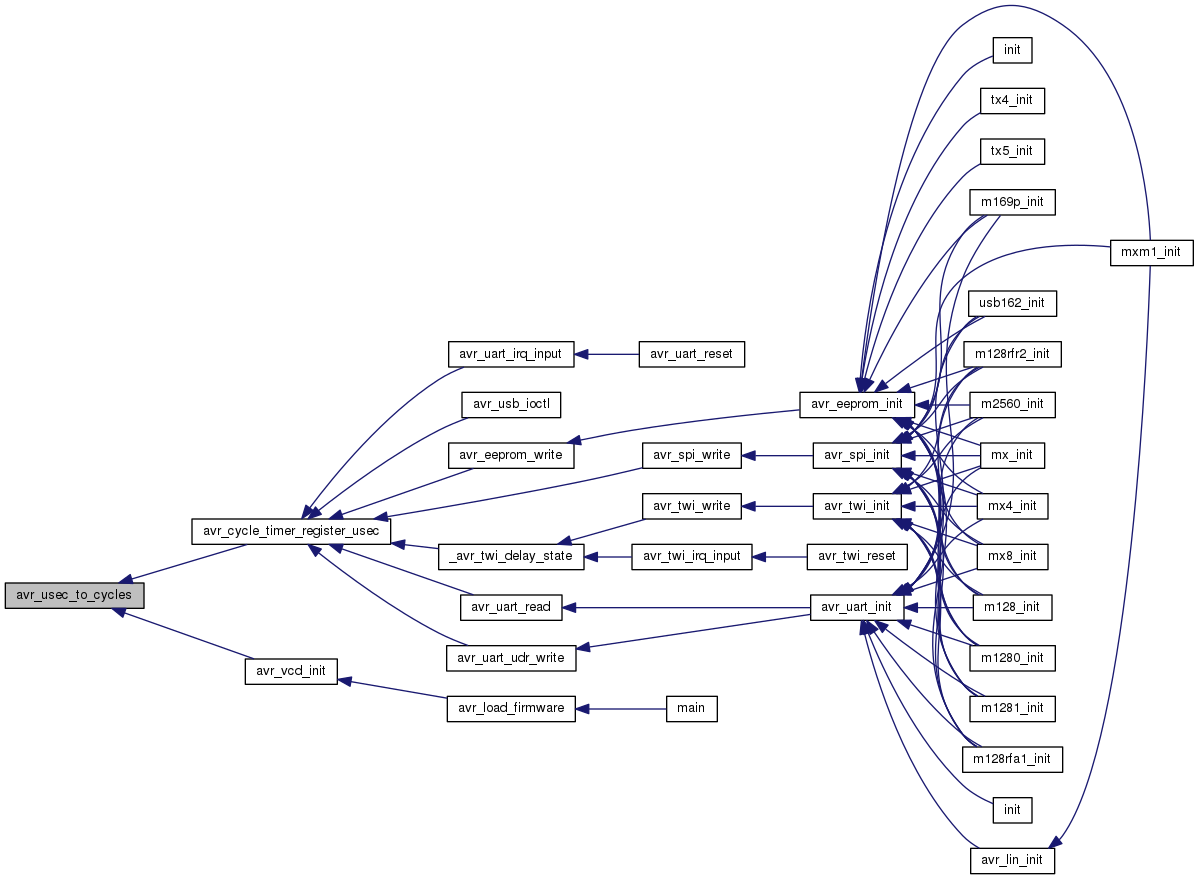 init
tx4_init
tx5_init
m169p_init
mxm1_init
usb162_init
avr_uart_irq_input
avr_uart_reset
m128rfr2_init
avr_usb_ioctl
avr_eeprom_init
m2560_init
avr_eeprom_write
avr_spi_write
avr_spi_init
mx_init
avr_twi_write
avr_twi_init
mx4_init
avr_cycle_timer_register_usec
_avr_twi_delay_state
avr_twi_irq_input
avr_twi_reset
mx8_init
avr_usec_to_cycles
avr_uart_read
avr_uart_init
m128_init
avr_vcd_init
avr_uart_udr_write
m1280_init
avr_load_firmware
main
m1281_init
m128rfa1_init
init
avr_lin_init